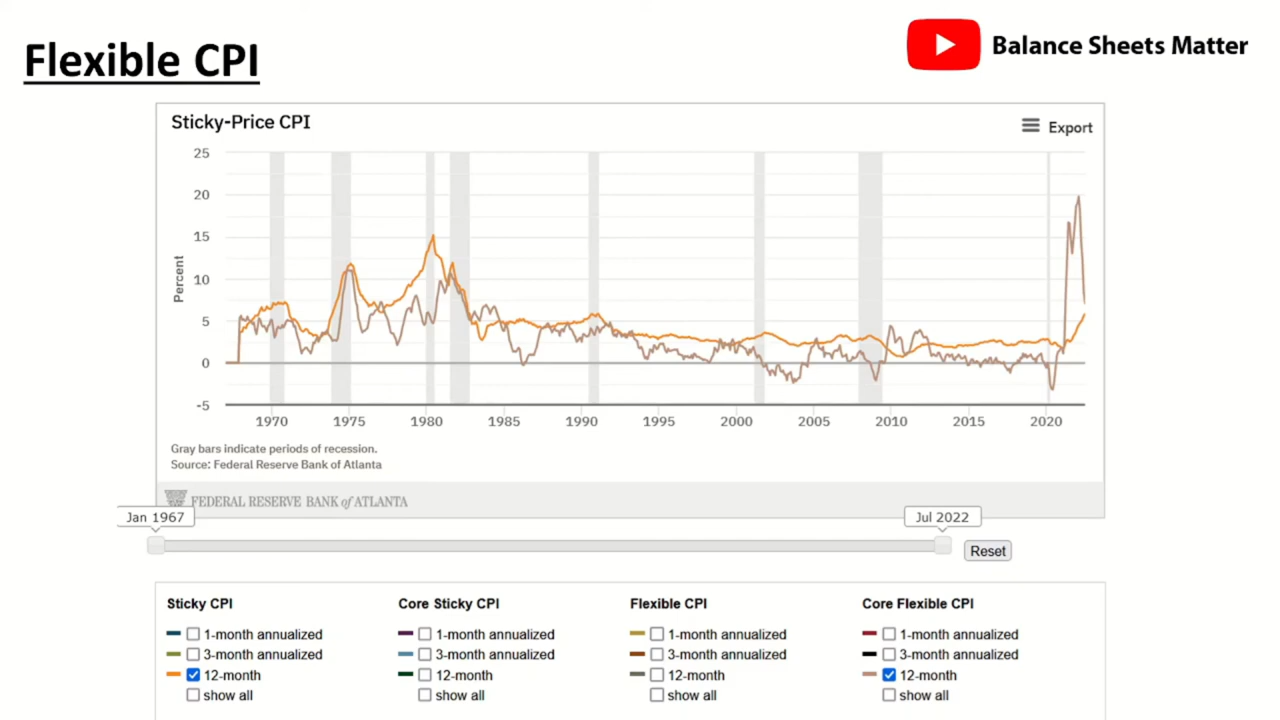 Flexible CPI
Balance Sheets Matter
Sticky-Price CPI
Export
25
20
15
10
5
0
-5
Percent
1970 1975 1980 1985 1990 1995 2000 2005 2010 2015 2020
Gray bars indicate periods of recession.
Source: Federal Reserve Bank of Atlanta
FEDERAL RESERVE BANK of ATLANTA
Jan 1967 Jul 2022
Reset
Sticky CPI Core Sticky CPI Flexible CPI Core Flexible CPI
1-month annualized 1-month annualized 1-month annualized 1-month annualized
3-month annualized 3-month annualized 3-month annualized 3-month annualized
12-month 12-month 12-month 12-month
show all show all show all show all